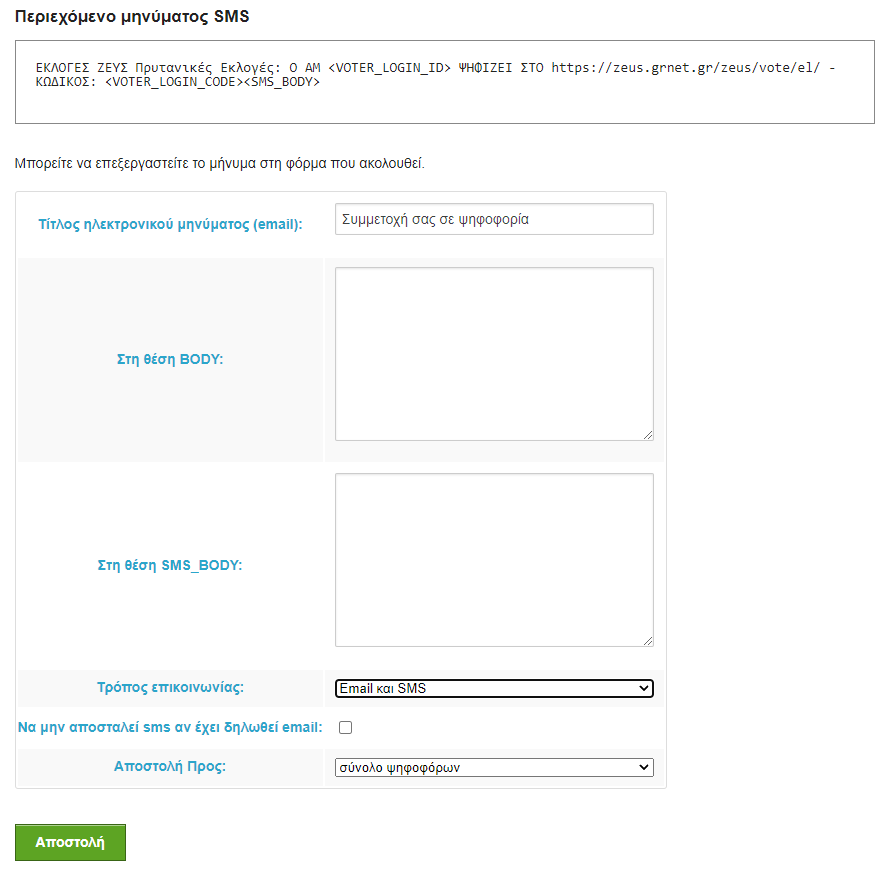 Περιεχόμενο μηνύματος SMS
ΕΚΛΟΓΕΣ ΖΕΥΣ Πρυτανικές Εκλογές: Ο ΑΜ <VOTER_LOGIN_ID> ΨΗΦΙΖΕΙ ΣΤΟ https://zeus.grnet.gr/zeus/vote/el/ -
ΚΩΔΙΚΟΣ: <VOTER_LOGIN_CODE><SMS_BODY>
Μπορείτε να επεξεργαστείτε το μήνυμα στη φόρμα που ακολουθεί.
Τίτλος ηλεκτρονικού μηνύματος (email): Συμμετοχή σας σε ψηφοφορία
Στη θέση BODY:
Στη θέση SMS_BODY:
Τρόπος επικοινωνίας: Email και SMS
Να μην αποσταλεί sms αν έχει δηλωθεί email:
Αποστολή Προς: σύνολο ψηφοφόρων
Αποστολή